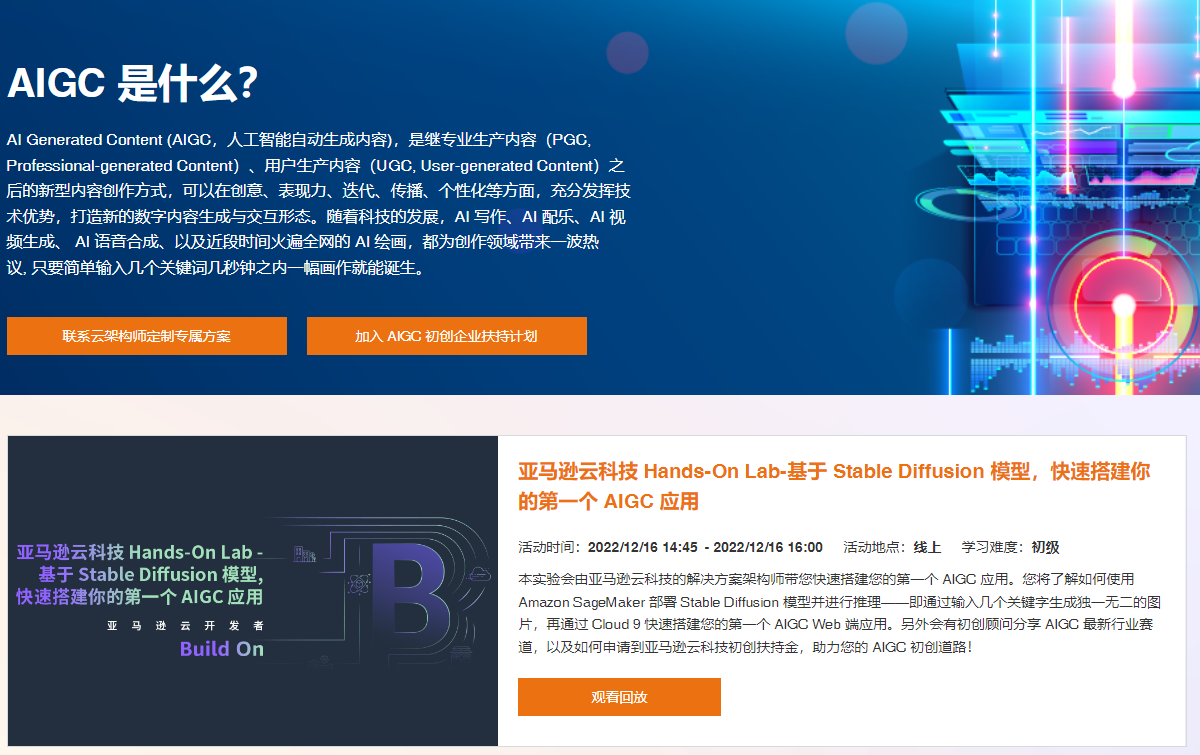 AIGC 是什么？
AI Generated Content (AIGC，人工智能自动生成内容)，是继专业生产内容（PGC,
Professional-generated Content）、用户生产内容（UGC, User-generated Content）之
后的新型内容创作方式，可以在创意、表现力、迭代、传播、个性化等方面，充分发挥技
术优势，打造新的数字内容生成与交互形态。随着科技的发展，AI 写作、AI 配乐、AI 视
频生成、 AI 语音合成、以及近段时间火遍全网的 AI 绘画，都为创作领域带来一波热
议, 只要简单输入几个关键词几秒钟之内一幅画作就能诞生。
联系云架构师定制专属方案
加入 AIGC 初创企业扶持计划
亚马逊云科技 Hands-On Lab -
基于 Stable Diffusion 模型,
快速搭建你的第一个 AIGC 应用
亚 马 逊 云 开 发 者
Build On
B
亚马逊云科技 Hands-On Lab-基于 Stable Diffusion 模型，快速搭建你
的第一个 AIGC 应用
活动时间：2022/12/16 14:45 - 2022/12/16 16:00 活动地点：线上 学习难度：初级
本实验会由亚马逊云科技的解决方案架构师带您快速搭建您的第一个 AIGC 应用。您将了解如何使用
Amazon SageMaker 部署 Stable Diffusion 模型并进行推理——即通过输入几个关键字生成独一无二的图
片，再通过 Cloud 9 快速搭建您的第一个 AIGC Web 端应用。另外会有初创顾问分享 AIGC 最新行业赛
道，以及如何申请到亚马逊云科技初创扶持金，助力您的 AIGC 初创道路！
观看回放